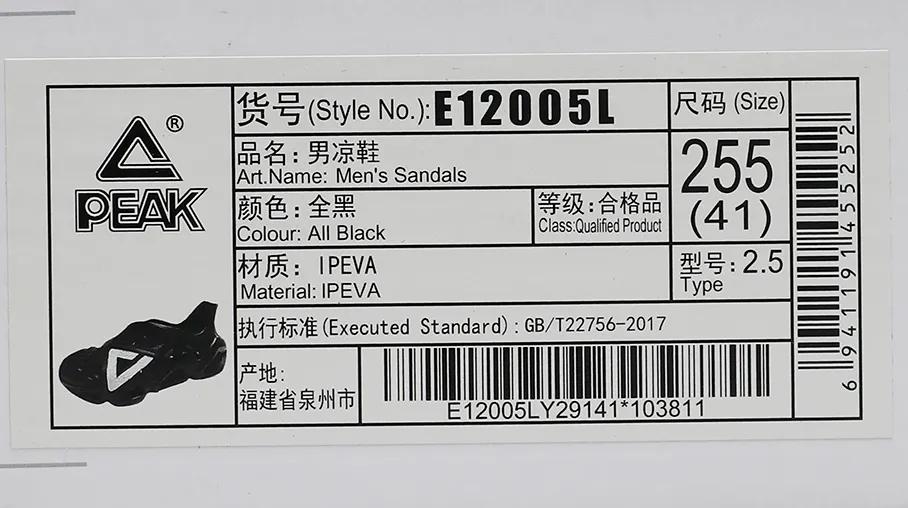 ®
PEAK
货号(Style No.):E12005L
尺码 (Size)
255
(41)
品名: 男凉鞋
Art.Name: Men's Sandals
颜色: 全黑
Colour: All Black
等级:合格品
Class:Qualified Product
材质: IPEVA
Material: IPEVA
型号: 2.5
Type
执行标准(Executed Standard): GB/T22756-2017
产地:
福建省泉州市
E12005LY29141*103811
6941191455252